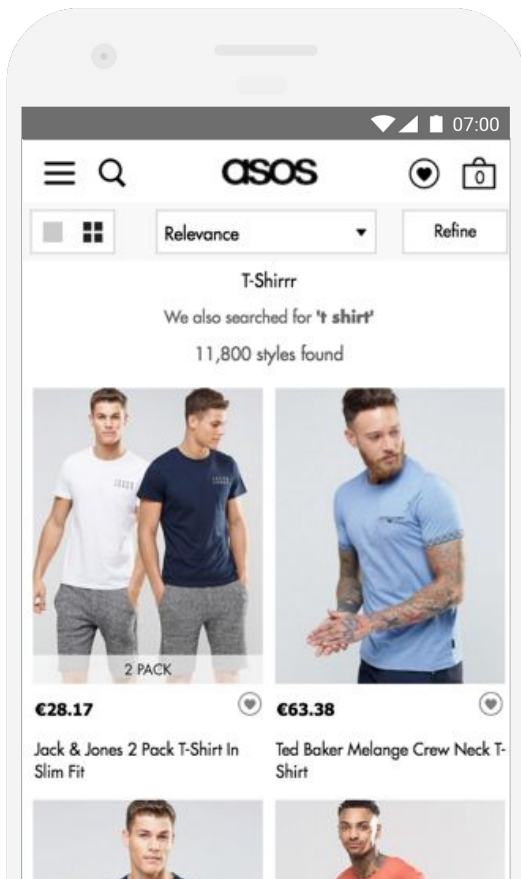 07:00
asos
0
Relevance
Refine
T-Shirrr
We also searched for 't shirt'
11,800 styles found
2 PACK
€28.17
€63.38
Jack & Jones 2 Pack T-Shirt In
Slim Fit
Ted Baker Melange Crew Neck T-
Shirt